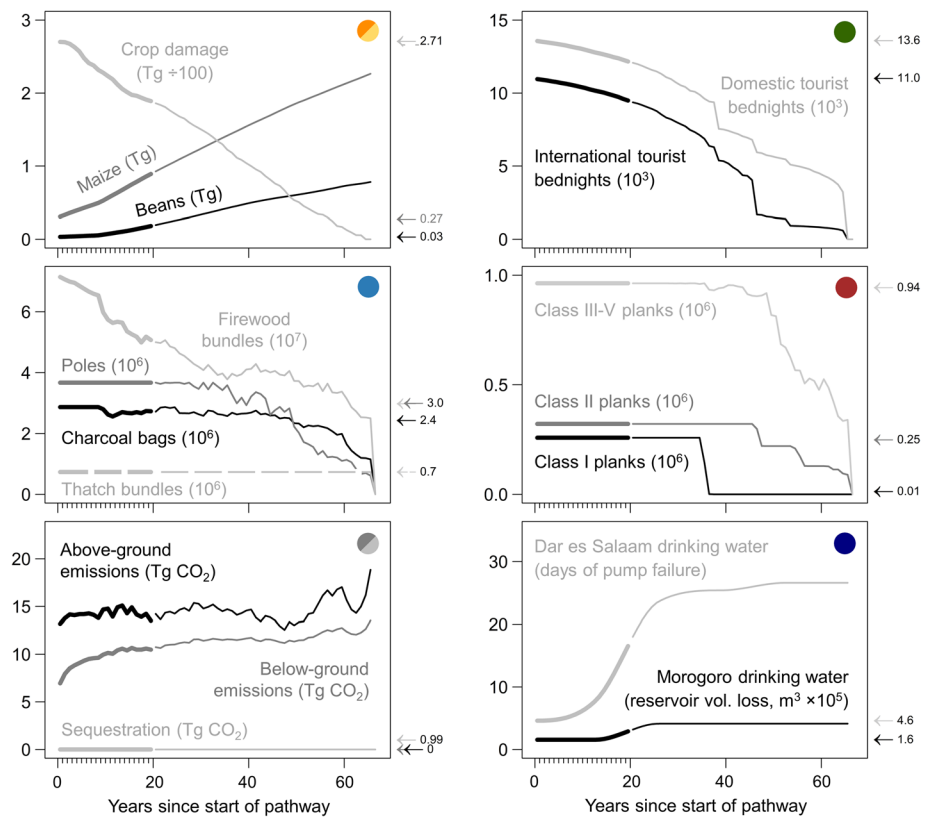 3
2
1
0
Crop damage
(Tg ÷100)
Maize (Tg)
Beans (Tg)
2.71
0.27
0.03
15
10
5
0
Domestic tourist
bednights (10³)
International tourist
bednights (10³)
13.6
11.0
6
4
2
0
Firewood
bundles (10⁷)
Poles (10⁶)
Charcoal bags (10⁶)
Thatch bundles (10⁶)
3.0
2.4
0.7
1.0
0.5
0.0
Class III-V planks (10⁶)
Class II planks (10⁶)
Class I planks (10⁶)
0.94
0.25
0.01
20
15
10
5
0
Above-ground
emissions (Tg CO₂)
Below-ground
emissions (Tg CO₂)
Sequestration (Tg CO₂)
0.99
0
0 20 40 60
Years since start of pathway
30
20
10
0
Dar es Salaam drinking water
(days of pump failure)
Morogoro drinking water
(reservoir vol. loss, m³ ×10⁵)
4.6
1.6
0 20 40 60
Years since start of pathway